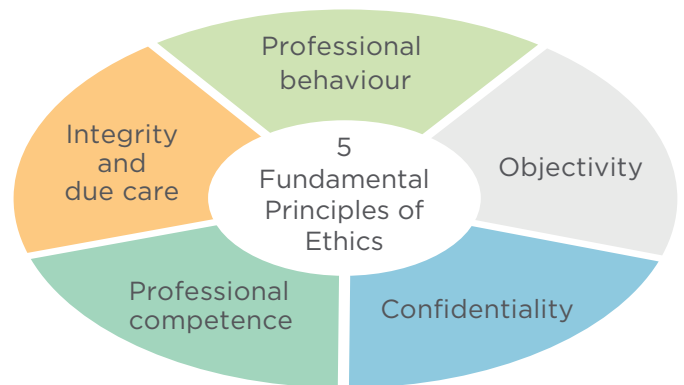 Professional
behaviour
Integrity
and
due care
5
Fundamental
Principles of
Ethics
Objectivity
Professional
competence
Confidentiality